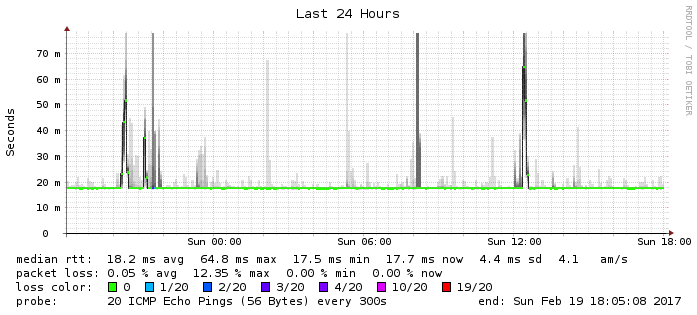 Last 24 Hours
RRDTOOL / TOBI OETIKER
Seconds
70 m
60 m
50 m
40 m
30 m
20 m
10 m
0
Sun 00:00 Sun 06:00 Sun 12:00 Sun 18:00
median rtt: 18.2 ms avg 64.8 ms max 17.5 ms min 17.7 ms now 4.4 ms sd 4.1 am/s
packet loss: 0.05 % avg 12.35 % max 0.00 % min 0.00 % now
loss color: 0 1/20 2/20 3/20 4/20 10/20 19/20
probe: 20 ICMP Echo Pings (56 Bytes) every 300s end: Sun Feb 19 18:05:08 2017